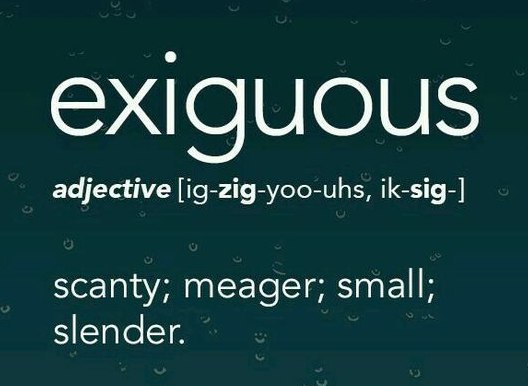 exiguous
adjective [ig-zig-yoo-uhs, ik-sig-]
scanty; meager; small;
slender.